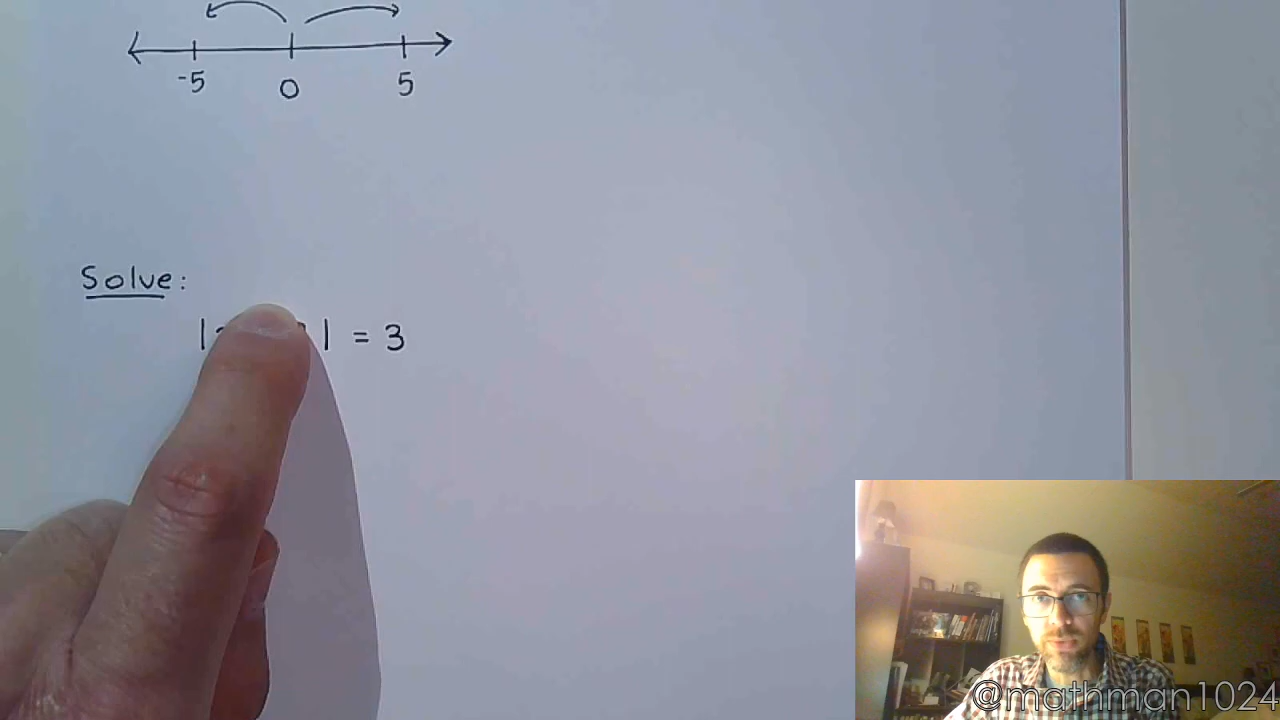 -5 0 5
Solve:
| | = 3
@mathman1024